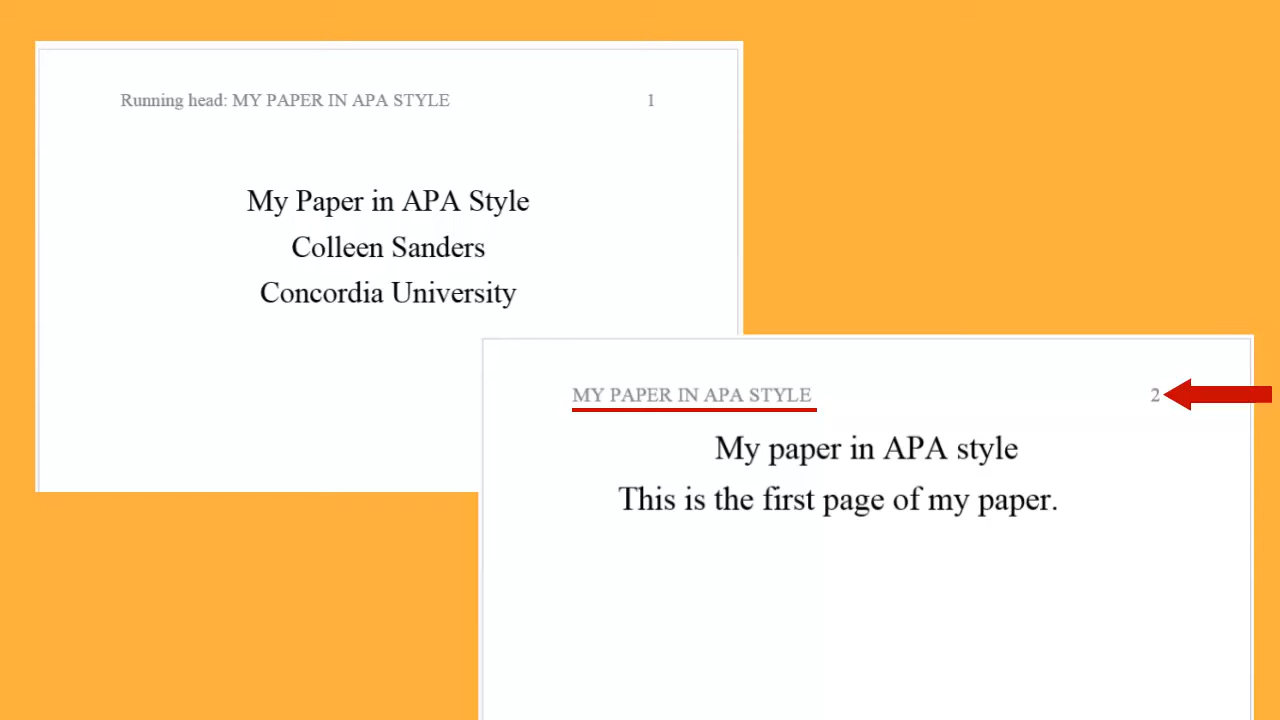 Running head: MY PAPER IN APA STYLE 1
My Paper in APA Style
Colleen Sanders
Concordia University
MY PAPER IN APA STYLE 2
My paper in APA style
This is the first page of my paper.